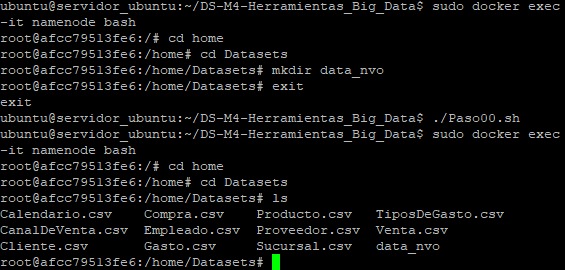 ubuntu@servidor_ubuntu:~/DS-M4-Herramientas_Big_Data$ sudo docker exec
-it namenode bash
root@afcc79513fe6:/# cd home
root@afcc79513fe6:/home# cd Datasets
root@afcc79513fe6:/home/Datasets# mkdir data_nvo
root@afcc79513fe6:/home/Datasets# exit
exit
ubuntu@servidor_ubuntu:~/DS-M4-Herramientas_Big_Data$ ./Paso00.sh
ubuntu@servidor_ubuntu:~/DS-M4-Herramientas_Big_Data$ sudo docker exec
-it namenode bash
root@afcc79513fe6:/# cd home
root@afcc79513fe6:/home# cd Datasets
root@afcc79513fe6:/home/Datasets# ls
Calendario.csv Compra.csv Producto.csv TiposDeGasto.csv
CanalDeVenta.csv Empleado.csv Proveedor.csv Venta.csv
Cliente.csv Gasto.csv Sucursal.csv data_nvo
root@afcc79513fe6:/home/Datasets#